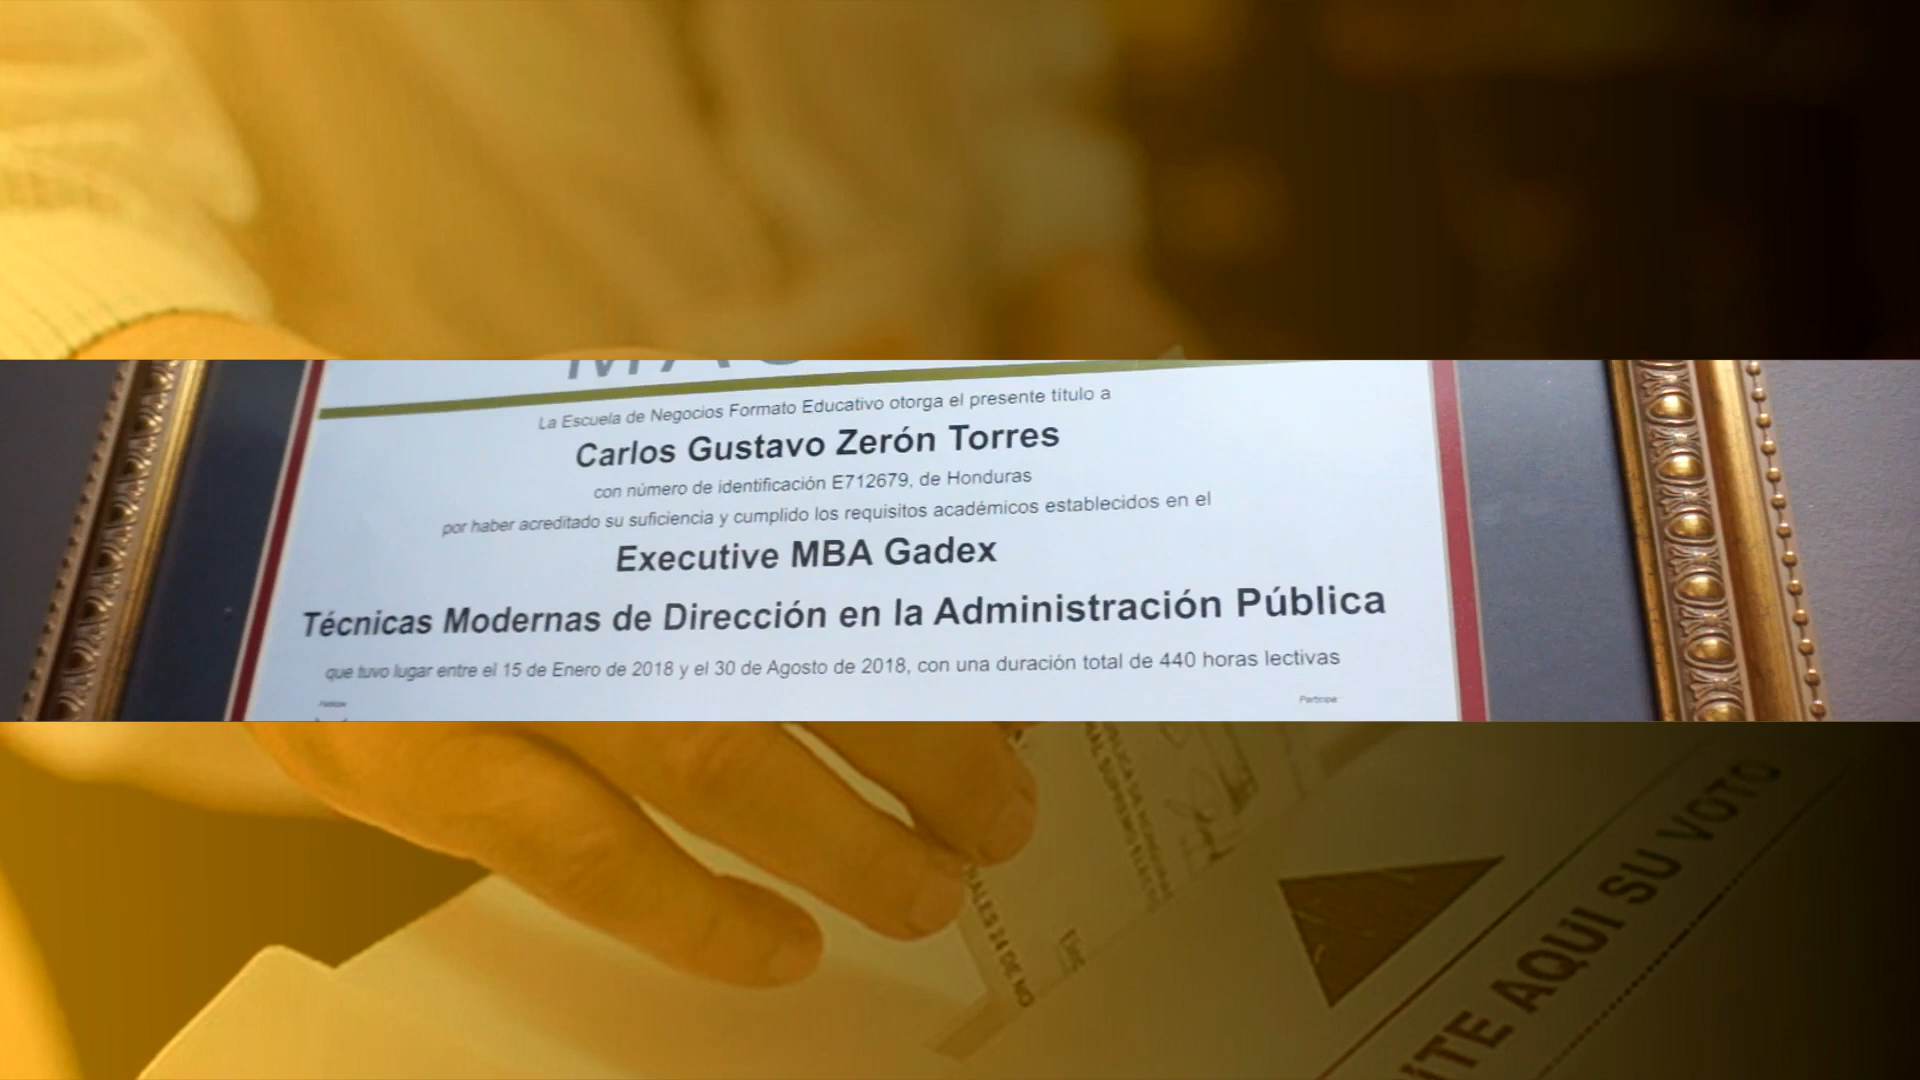 La Escuela de Negocios Formato Educativo otorga el presente título a
Carlos Gustavo Zerón Torres
con número de identificación E712679, de Honduras
por haber acreditado su suficiencia y cumplido los requisitos académicos establecidos en el
Executive MBA Gadex
Técnicas Modernas de Dirección en la Administración Pública
que tuvo lugar entre el 15 de Enero de 2018 y el 30 de Agosto de 2018, con una duración total de 440 horas lectivas
Participa:
AQUI SU VOTO